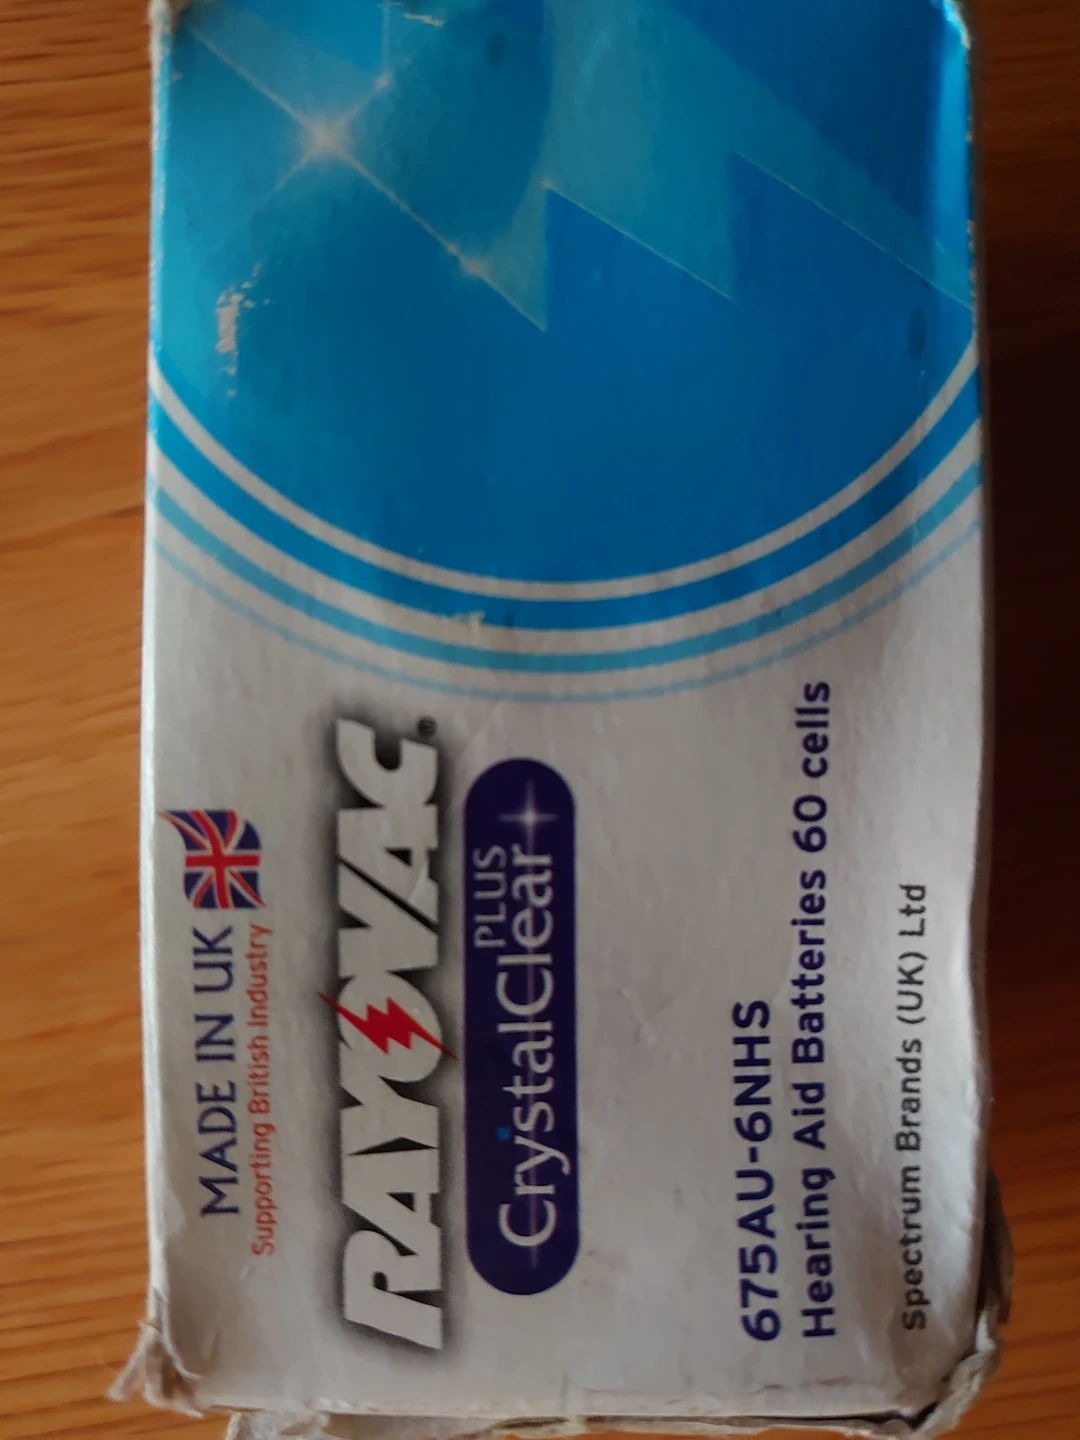 MADE IN UK
Supporting British Industry
RAYOVAC®
PLUS
CrystalClear
675AU-6NHS
Hearing Aid Batteries 60 cells
Spectrum Brands (UK) Ltd